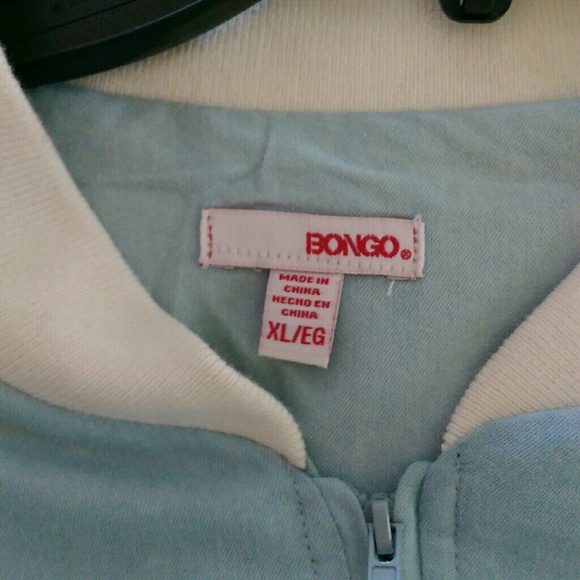 BONGO®
MADE IN
CHINA
HECHO EN
CHINA
XL/EG